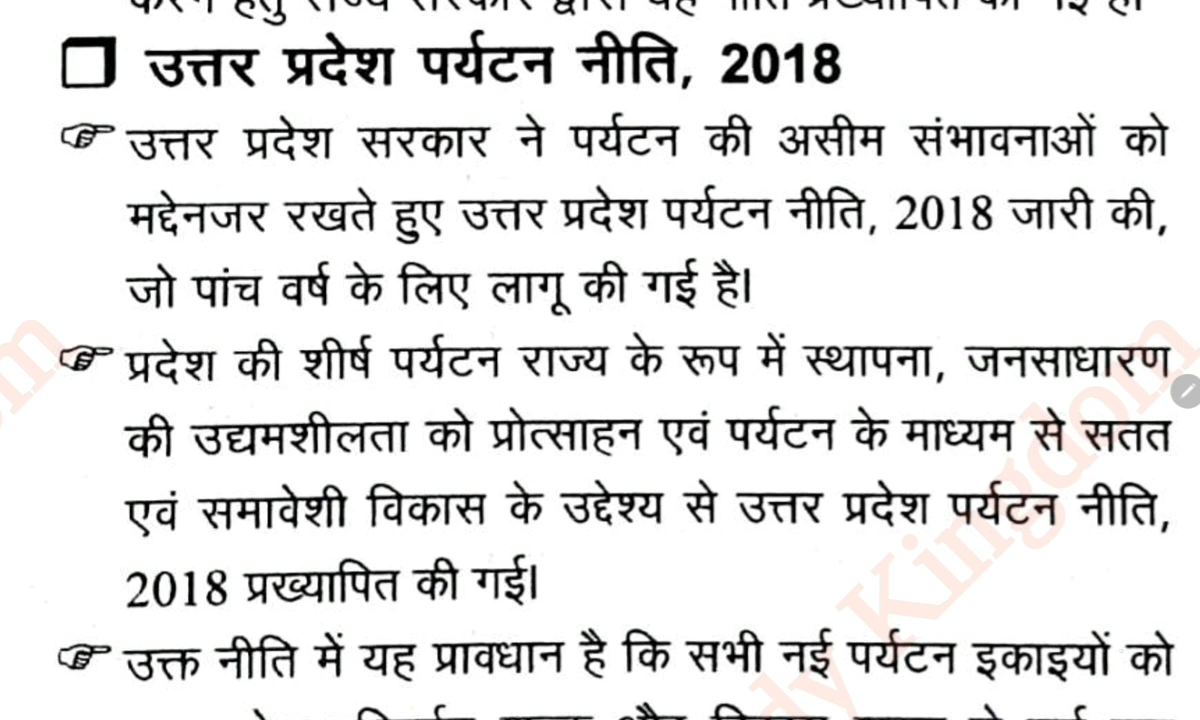 उत्तर प्रदेश पर्यटन नीति, 2018
उत्तर प्रदेश सरकार ने पर्यटन की असीम संभावनाओं को
मद्देनजर रखते हुए उत्तर प्रदेश पर्यटन नीति, 2018 जारी की,
जो पांच वर्ष के लिए लागू की गई है।
प्रदेश की शीर्ष पर्यटन राज्य के रूप में स्थापना, जनसाधारण
की उद्यमशीलता को प्रोत्साहन एवं पर्यटन के माध्यम से सतत
एवं समावेशी विकास के उद्देश्य से उत्तर प्रदेश पर्यटन नीति,
2018 प्रख्यापित की गई।
उक्त नीति में यह प्रावधान है कि सभी नई पर्यटन इकाइयों को
Kingdom